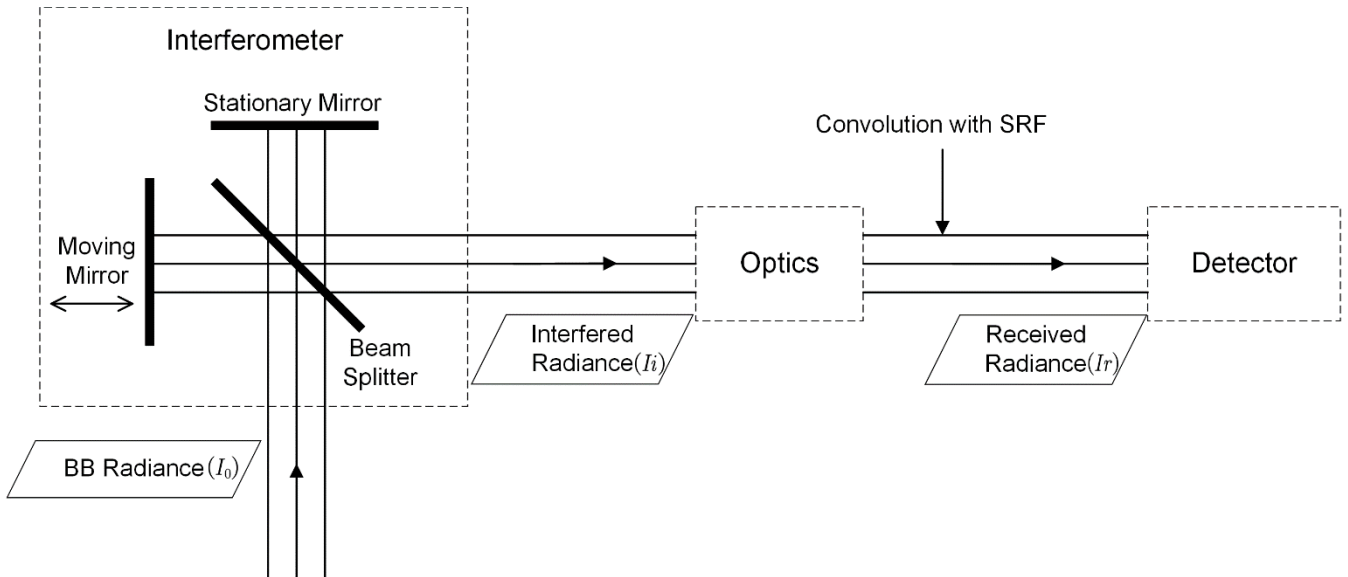 Interferometer
Stationary Mirror
Convolution with SRF
Moving
Mirror
Optics
Detector
Beam
Splitter
Interfered
Radiance(Ii)
Received
Radiance(Ir)
BB Radiance(I₀)